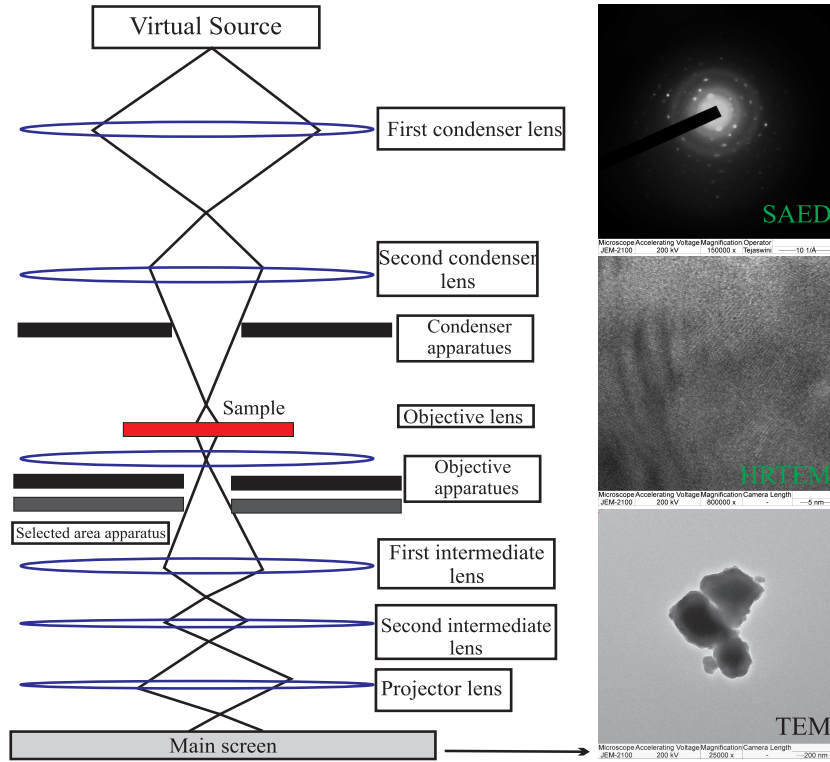 Virtual Source
First condenser lens
Second condenser
lens
Condenser
apparatues
Sample
Objective lens
Objective
apparatues
Selected area apparatus
First intermediate
lens
Second intermediate
lens
Projector lens
Main screen
SAED
Microscope Accelerating Voltage Magnification Operator
JEM-2100 200 kV 150000 x Tejaswini 10 1/Å
HRTEM
Microscope Accelerating Voltage Magnification Camera Length
JEM-2100 200 kV 800000 x - 5 nm
TEM
Microscope Accelerating Voltage Magnification Camera Length
JEM-2100 200 kV 25000 x - 200 nm